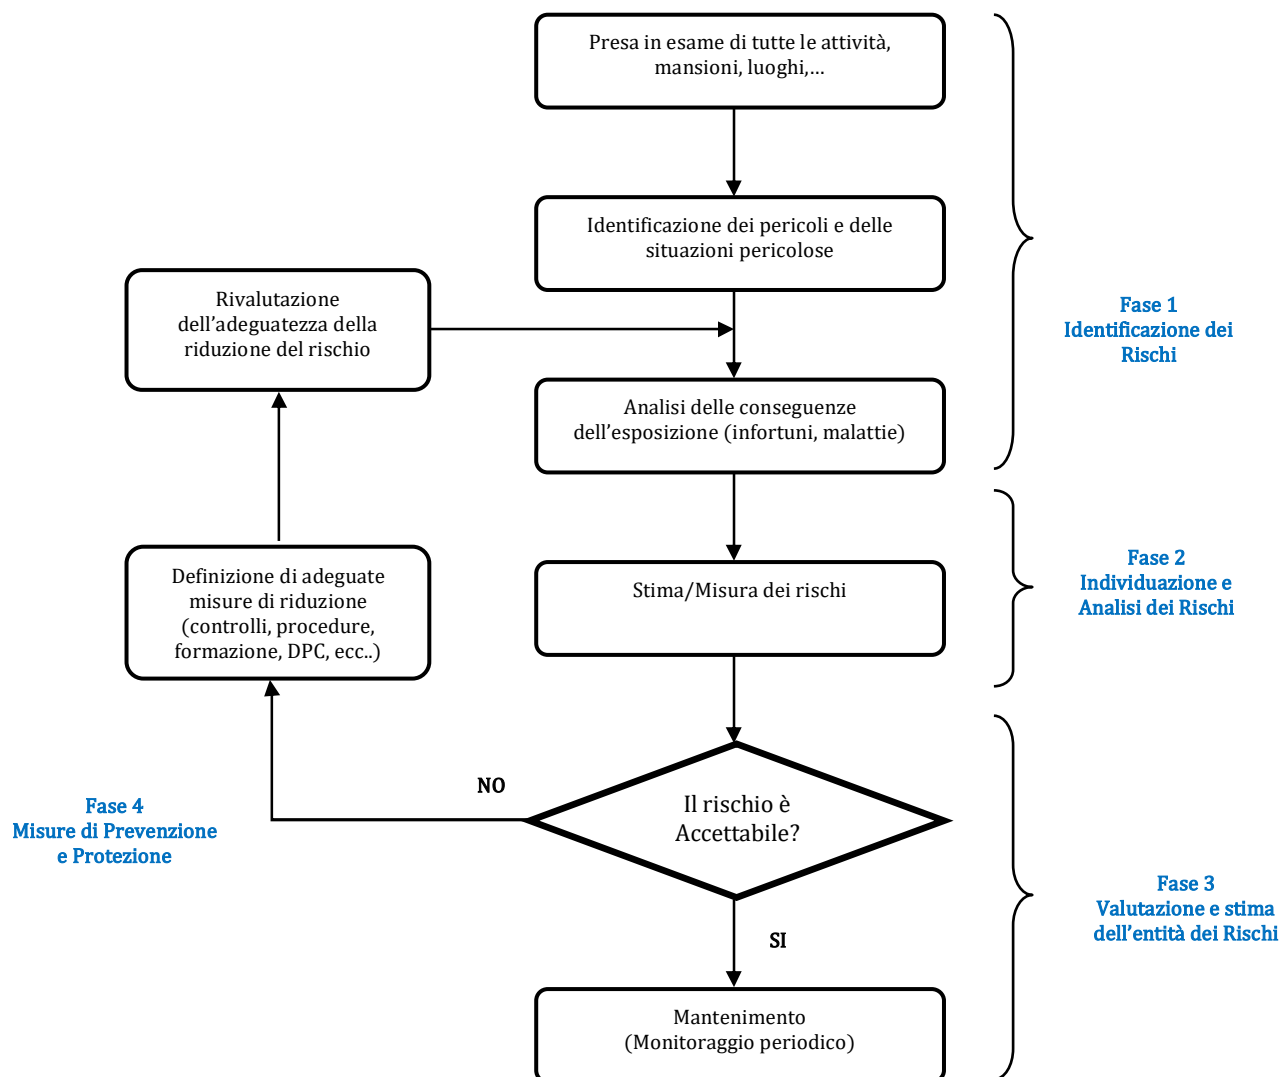 Presa in esame di tutte le attività,
mansioni, luoghi,...
Identificazione dei pericoli e delle
situazioni pericolose
Rivalutazione
dell'adeguatezza della
riduzione del rischio
Fase 1
Identificazione dei
Rischi
Analisi delle conseguenze
dell'esposizione (infortuni, malattie)
Definizione di adeguate
misure di riduzione
(controlli, procedure,
formazione, DPC, ecc..)
Stima/Misura dei rischi
Fase 2
Individuazione e
Analisi dei Rischi
NO
Il rischio è
Accettabile?
Fase 4
Misure di Prevenzione
e Protezione
Fase 3
Valutazione e stima
dell'entità dei Rischi
SI
Mantenimento
(Monitoraggio periodico)